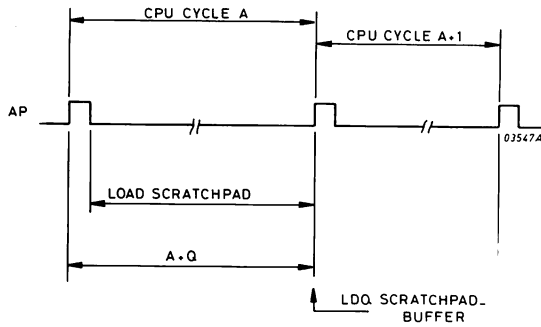 CPU CYCLE A
CPU CYCLE A+1
AP
03547A
LOAD SCRATCHPAD
A+Q
LDQ SCRATCHPAD-
BUFFER